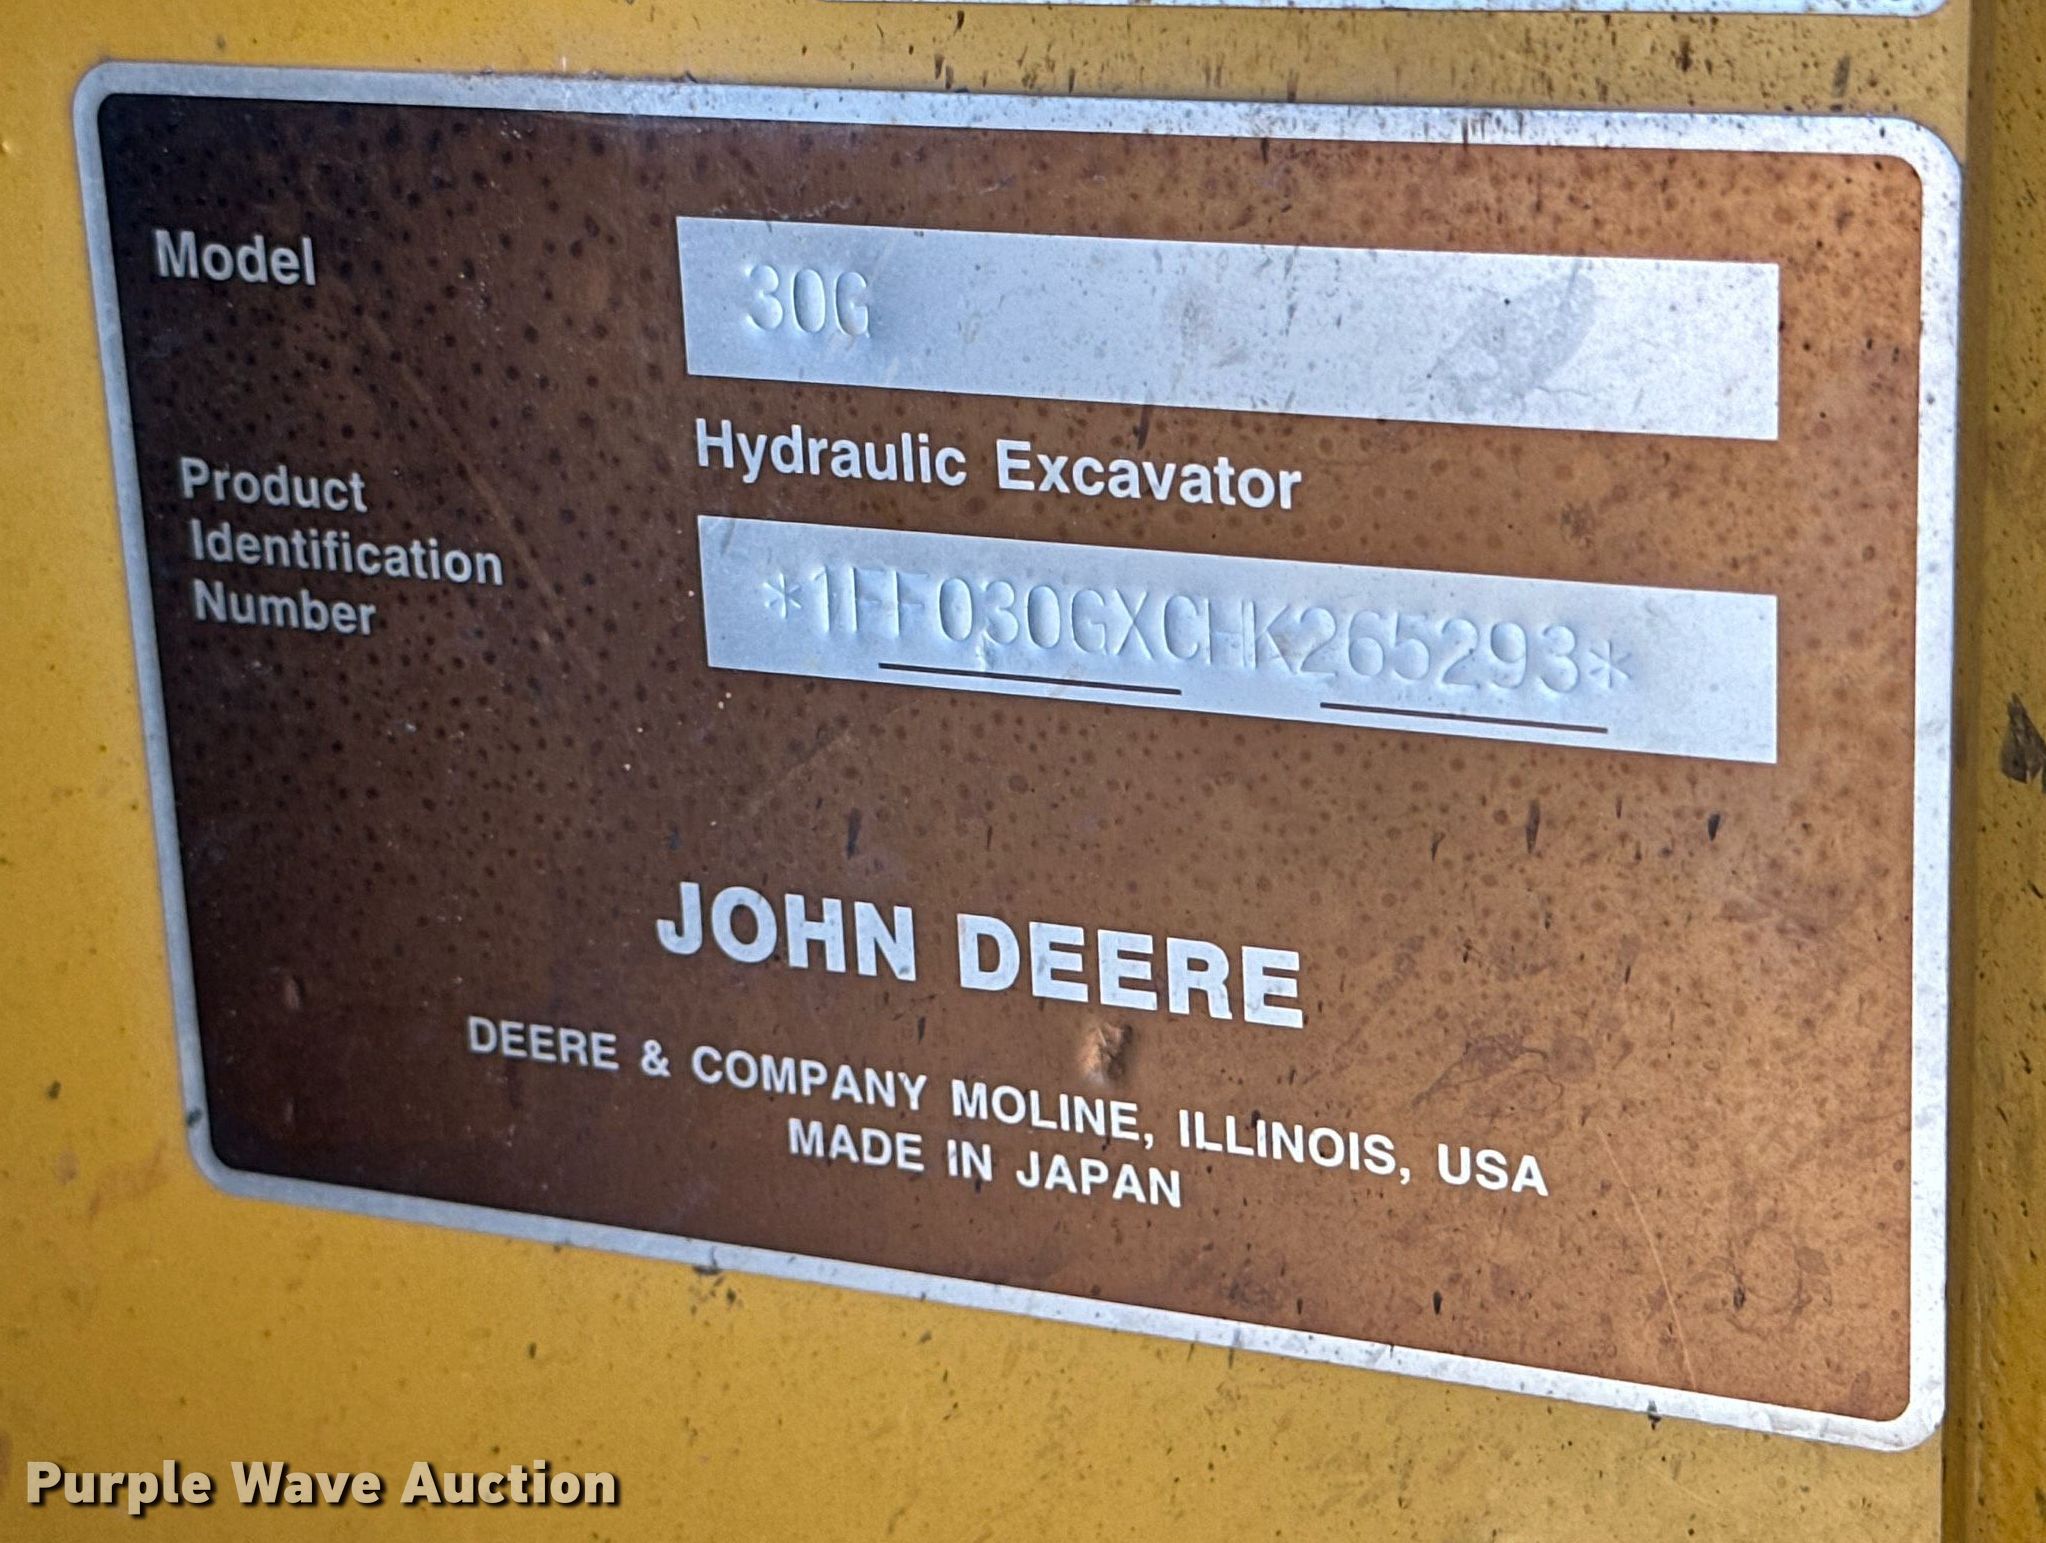 Model
30G
Hydraulic Excavator
Product
Identification
Number
*1FF030GXCHK265293*
JOHN DEERE
DEERE & COMPANY MOLINE, ILLINOIS, USA
MADE IN JAPAN
Purple Wave Auction